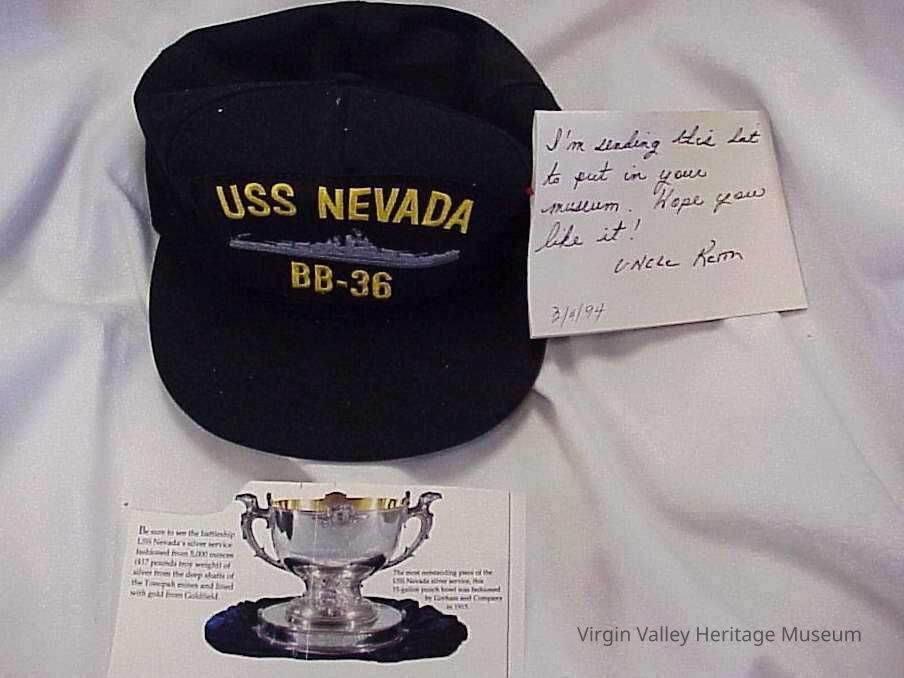 USS NEVADA
BB-36
I'm sending this hat
to put in your
museum. Hope you
like it!
Uncle
3/ /94
Be sure to see the battleship
USS Nevada's silver service
fashioned from 5,000 ounces
(417 pounds troy weight) of
silver from the deep shafts of
the Tonopah mines and lined
with gold from Goldfield.
The most outstanding piece of the
USS Nevada silver service, this
15-gallon punch bowl was fashioned
by Gorham and Company
in 1915.
Virgin Valley Heritage Museum